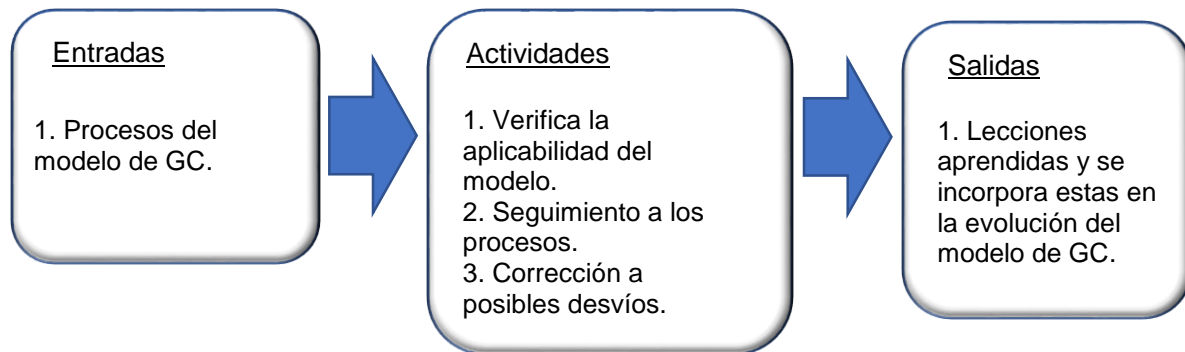 Entradas
1. Procesos del
modelo de GC.
Actividades
1. Verifica la
aplicabilidad del
modelo.
2. Seguimiento a los
procesos.
3. Corrección a
posibles desvíos.
Salidas
1. Lecciones
aprendidas y se
incorpora estas en
la evolución del
modelo de GC.